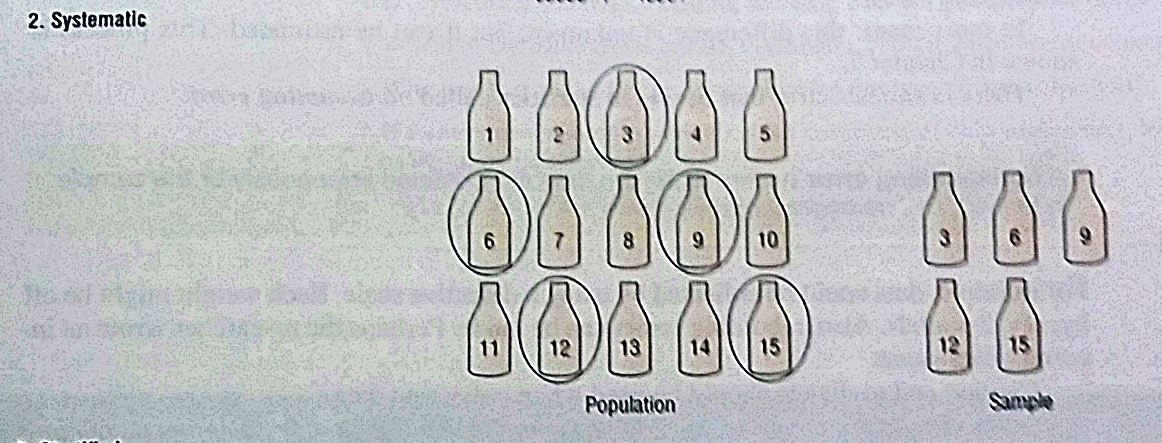 2. Systematic
1 2 3 4 5
6 7 8 9 10
3 6 9
11 12 13 14 15
12 15
Population
Sample